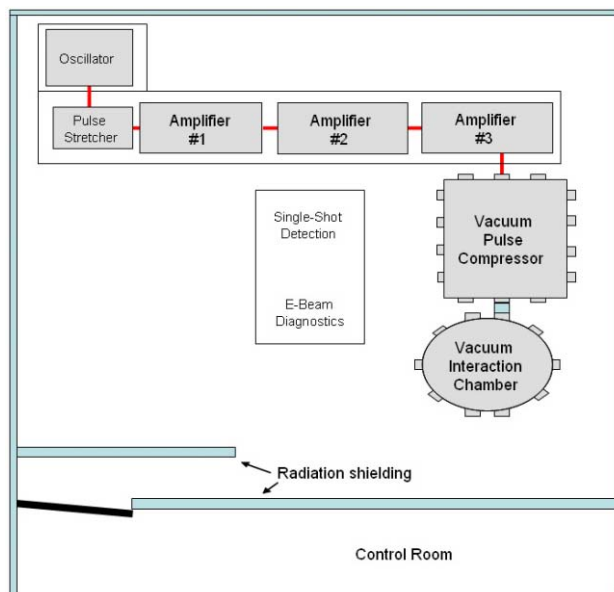 Oscillator
Pulse
Stretcher
Amplifier
#1
Amplifier
#2
Amplifier
#3
Single-Shot
Detection
E-Beam
Diagnostics
Vacuum
Pulse
Compressor
Vacuum
Interaction
Chamber
Radiation shielding
Control Room